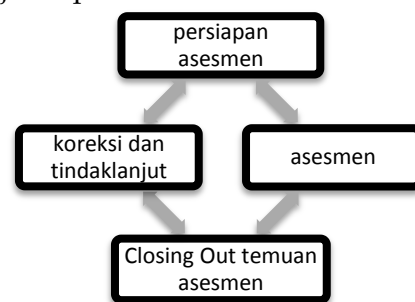 persiapan
asesmen
koreksi dan
tindaklanjut
asesmen
Closing Out temuan
asesmen